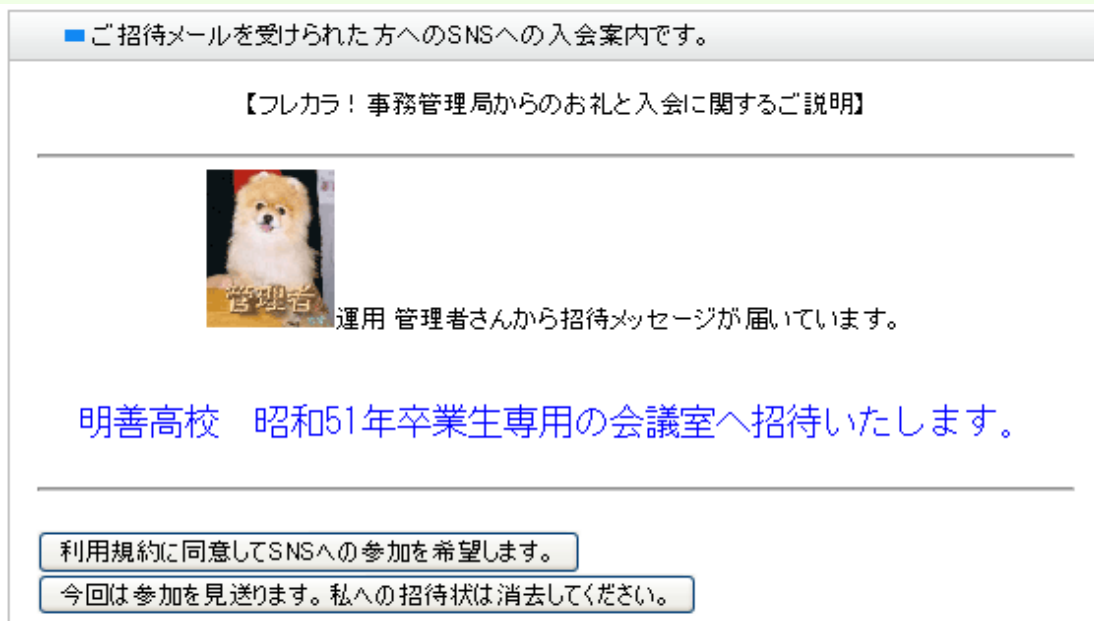 ご招待メールを受けられた方へのSNSへの入会案内です。
【フレカラ！事務管理局からのお礼と入会に関するご説明】
管理者
運用 管理者さんから招待メッセージが届いています。
明善高校　昭和51年卒業生専用の会議室へ招待いたします。
利用規約に同意してSNSへの参加を希望します。
今回は参加を見送ります。私への招待状は消去してください。